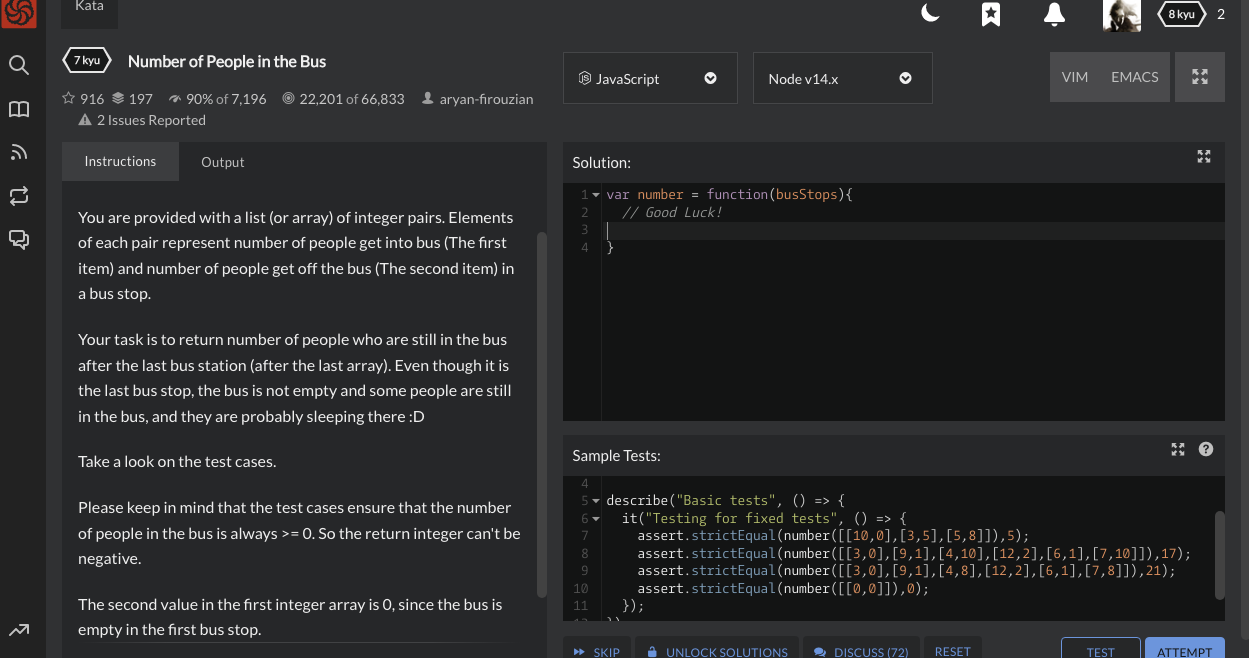 Kata
8 kyu 2
7 kyu Number of People in the Bus
916 197 90% of 7,196 22,201 of 66,833 aryan-firouzian
2 Issues Reported
JavaScript
Node v14.x
VIM EMACS
Instructions Output
You are provided with a list (or array) of integer pairs. Elements
of each pair represent number of people get into bus (The first
item) and number of people get off the bus (The second item) in
a bus stop.
Your task is to return number of people who are still in the bus
after the last bus station (after the last array). Even though it is
the last bus stop, the bus is not empty and some people are still
in the bus, and they are probably sleeping there :D
Take a look on the test cases.
Please keep in mind that the test cases ensure that the number
of people in the bus is always >= 0. So the return integer can't be
negative.
The second value in the first integer array is 0, since the bus is
empty in the first bus stop.
Solution:
1 var number = function(busStops){
2 // Good Luck!
3
4 }
Sample Tests:
4
5 describe("Basic tests", () => {
6 it("Testing for fixed tests", () => {
7 assert.strictEqual(number([[10,0],[3,5],[5,8]]),5);
8 assert.strictEqual(number([[3,0],[9,1],[4,10],[12,2],[6,1],[7,10]]),17);
9 assert.strictEqual(number([[3,0],[9,1],[4,8],[12,2],[6,1],[7,8]]),21);
10 assert.strictEqual(number([[0,0]]),0);
11 });
SKIP UNLOCK SOLUTIONS DISCUSS (72) RESET TEST ATTEMPT